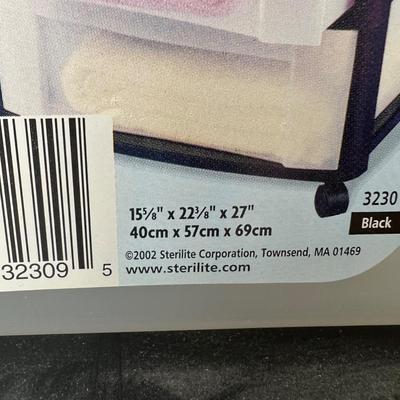 15⅝" x 22⅜" x 27"
40cm x 57cm x 69cm
3230
Black
©2002 Sterilite Corporation, Townsend, MA 01469
www.sterilite.com
32309 5